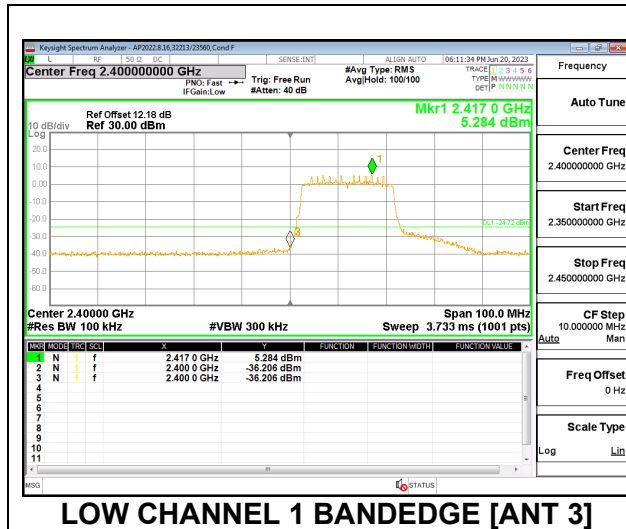 Keysight Spectrum Analyzer - AP2022.8.16,32213/23560,Cond F
LXI L RF 50 Ω DC SENSE:INT ALIGN AUTO 06:11:34 PM Jun 20, 2023
Center Freq 2.400000000 GHz
PNO: Fast
IFGain:Low
Trig: Free Run
#Atten: 40 dB
#Avg Type: RMS
Avg|Hold: 100/100
TRACE 1 2 3 4 5 6
TYPE M WWWWW
DET P NNNNN
Ref Offset 12.18 dB
Ref 30.00 dBm
10 dB/div
Log
Mkr1 2.417 0 GHz
5.284 dBm
20.0
10.0
0.00
-10.0
-20.0
-30.0
-40.0
-50.0
-60.0
1
3
DL1 -24.72 dBm
Center 2.40000 GHz Span 100.0 MHz
#Res BW 100 kHz #VBW 300 kHz Sweep 3.733 ms (1001 pts)
MKR MODE TRC SCL X Y FUNCTION FUNCTION WIDTH FUNCTION VALUE
1 N 1 f 2.417 0 GHz 5.284 dBm
2 N 1 f 2.400 0 GHz -36.206 dBm
3 N 1 f 2.400 0 GHz -36.206 dBm
4
5
6
7
8
9
10
11
MSG STATUS
Frequency
Auto Tune
Center Freq
2.400000000 GHz
Start Freq
2.350000000 GHz
Stop Freq
2.450000000 GHz
CF Step
10.000000 MHz
Auto Man
Freq Offset
0 Hz
Scale Type
Log Lin
LOW CHANNEL 1 BANDEDGE [ANT 3]